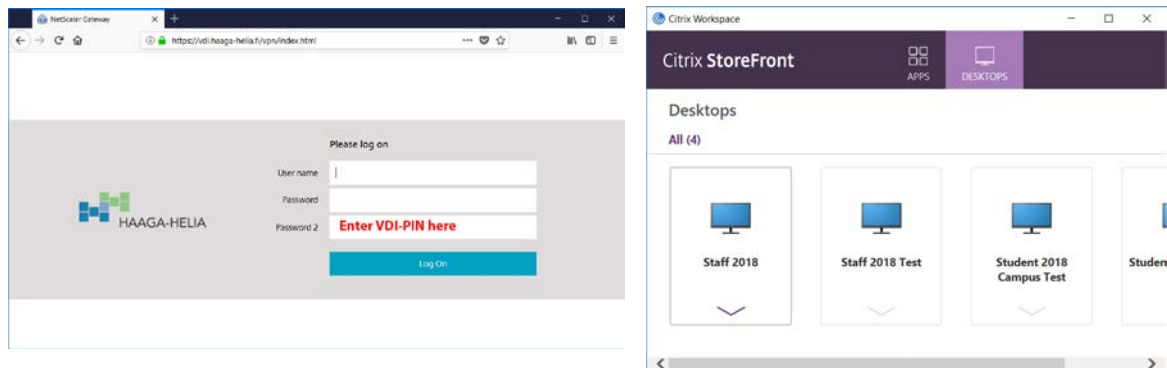 NetScaler Gateway
https://vdi.haaga-helia.fi/vpn/index.html
Please log on
User name
Password
Password 2
Enter VDI-PIN here
Log On
HAAGA-HELIA
Citrix Workspace
Citrix StoreFront
APPS
DESKTOPS
Desktops
All (4)
Staff 2018
Staff 2018 Test
Student 2018
Campus Test
Studen